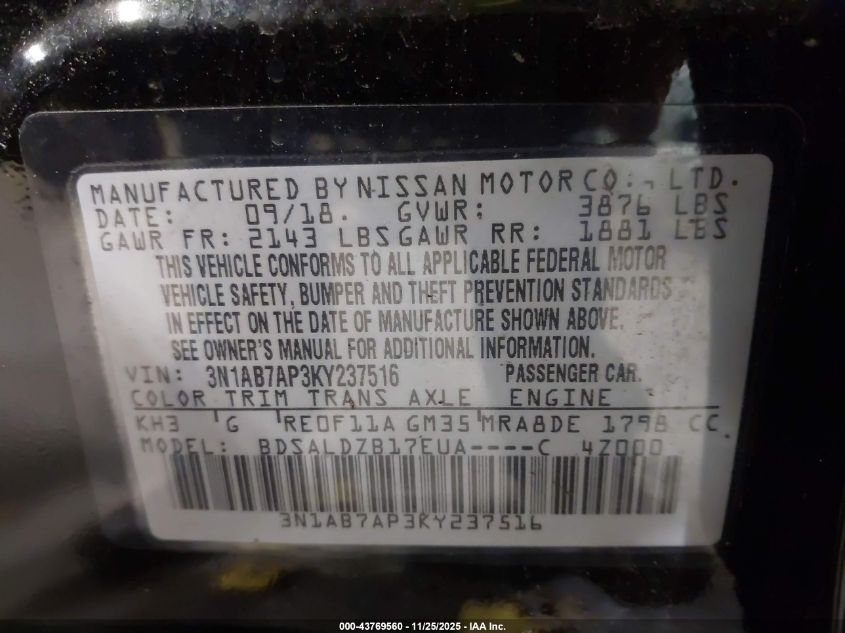 MANUFACTURED BY NISSAN MOTOR CO., LTD.
DATE: 09/18. GVWR: 3876 LBS
GAWR FR: 2143 LBS GAWR RR: 1881 LBS
THIS VEHICLE CONFORMS TO ALL APPLICABLE FEDERAL MOTOR
VEHICLE SAFETY, BUMPER AND THEFT PREVENTION STANDARDS
IN EFFECT ON THE DATE OF MANUFACTURE SHOWN ABOVE.
SEE OWNER'S MANUAL FOR ADDITIONAL INFORMATION.
VIN: 3N1AB7AP3KY237516 PASSENGER CAR.
COLOR TRIM TRANS AXLE ENGINE
KH3 G RE0F11A GM35 MRA8DE 1798 CC
MODEL: BDSALDZB17EUA----C 4Z000
3N1AB7AP3KY237516
000-43769560 - 11/25/2025 - IAA Inc.